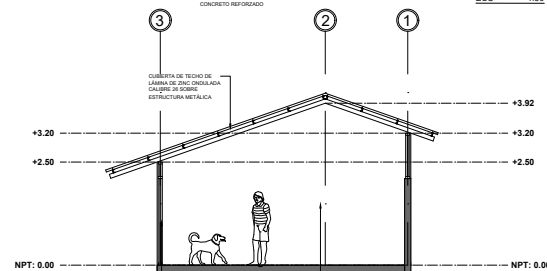 CONCRETO REFORZADO
3
2
1
CUBIERTA DE TECHO DE
LÁMINA DE ZINC ONDULADA
CALIBRE 26 SOBRE
ESTRUCTURA METÁLICA
+3.92
+3.20
+3.20
+2.50
+2.50
NPT: 0.00
NPT: 0.00